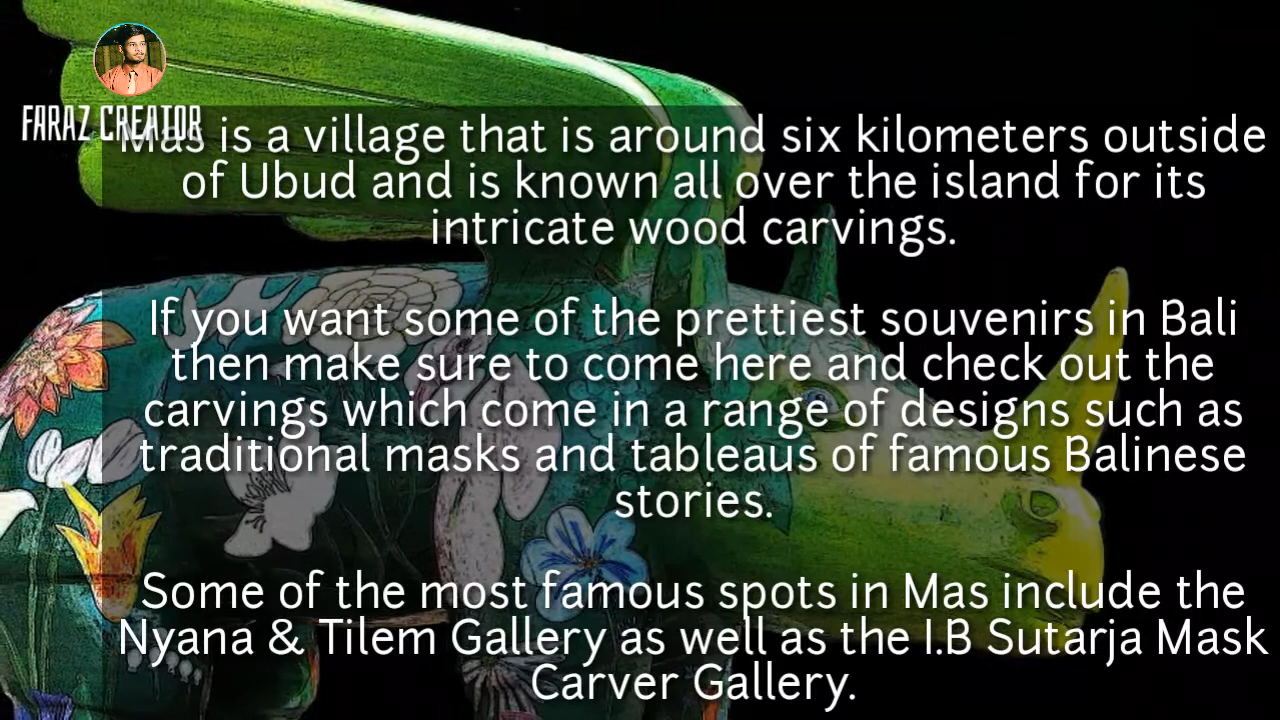 FARAZ CREATOR
Mas is a village that is around six kilometers outside
of Ubud and is known all over the island for its
intricate wood carvings.
If you want some of the prettiest souvenirs in Bali
then make sure to come here and check out the
carvings which come in a range of designs such as
traditional masks and tableaus of famous Balinese
stories.
Some of the most famous spots in Mas include the
Nyana & Tilem Gallery as well as the I.B Sutarja Mask
Carver Gallery.